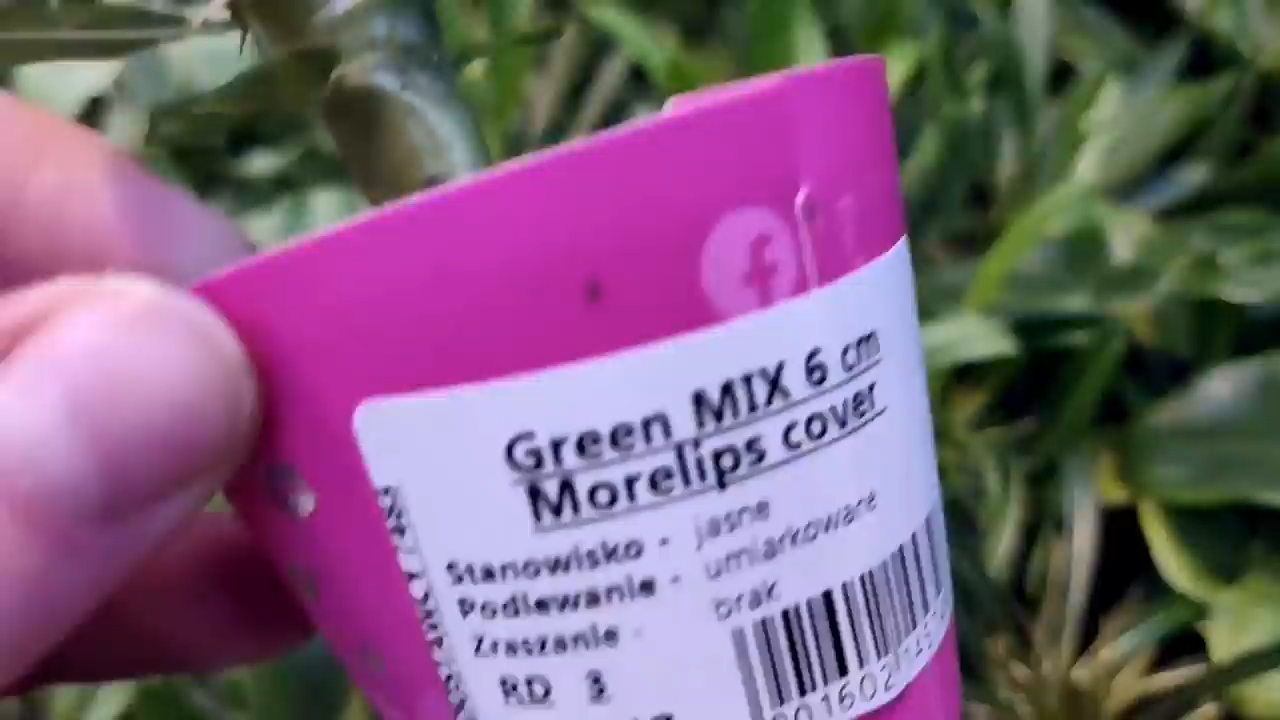 f
Green MIX 6 cm
Morelips cover
Stanowisko - jasne
Podlewanie - umiarkowane
Zraszanie - brak
RD 3